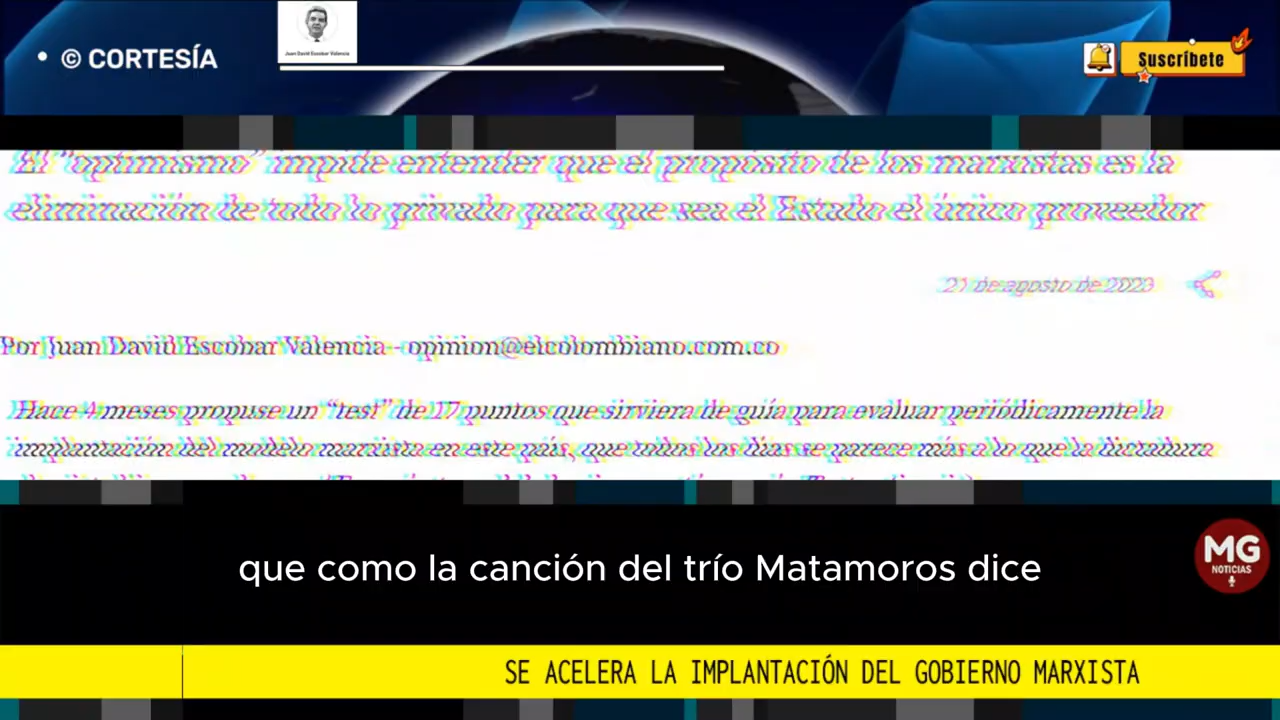 • © CORTESÍA
Juan David Escobar Valencia
Suscríbete
El "optimismo" impide entender que el propósito de los marxistas es la
eliminación de todo lo privado para que sea el Estado el único proveedor
21 de agosto de 2023
Por Juan David Escobar Valencia - opinion@elcolombiano.com.co
Hace 4 meses propuse un "test" de 17 puntos que sirviera de guía para evaluar periódicamente la
implantación del modelo marxista en este país, que todos los días se parece más a lo que la dictadura
que como la canción del trío Matamoros dice
MG
NOTICIAS
SE ACELERA LA IMPLANTACIÓN DEL GOBIERNO MARXISTA